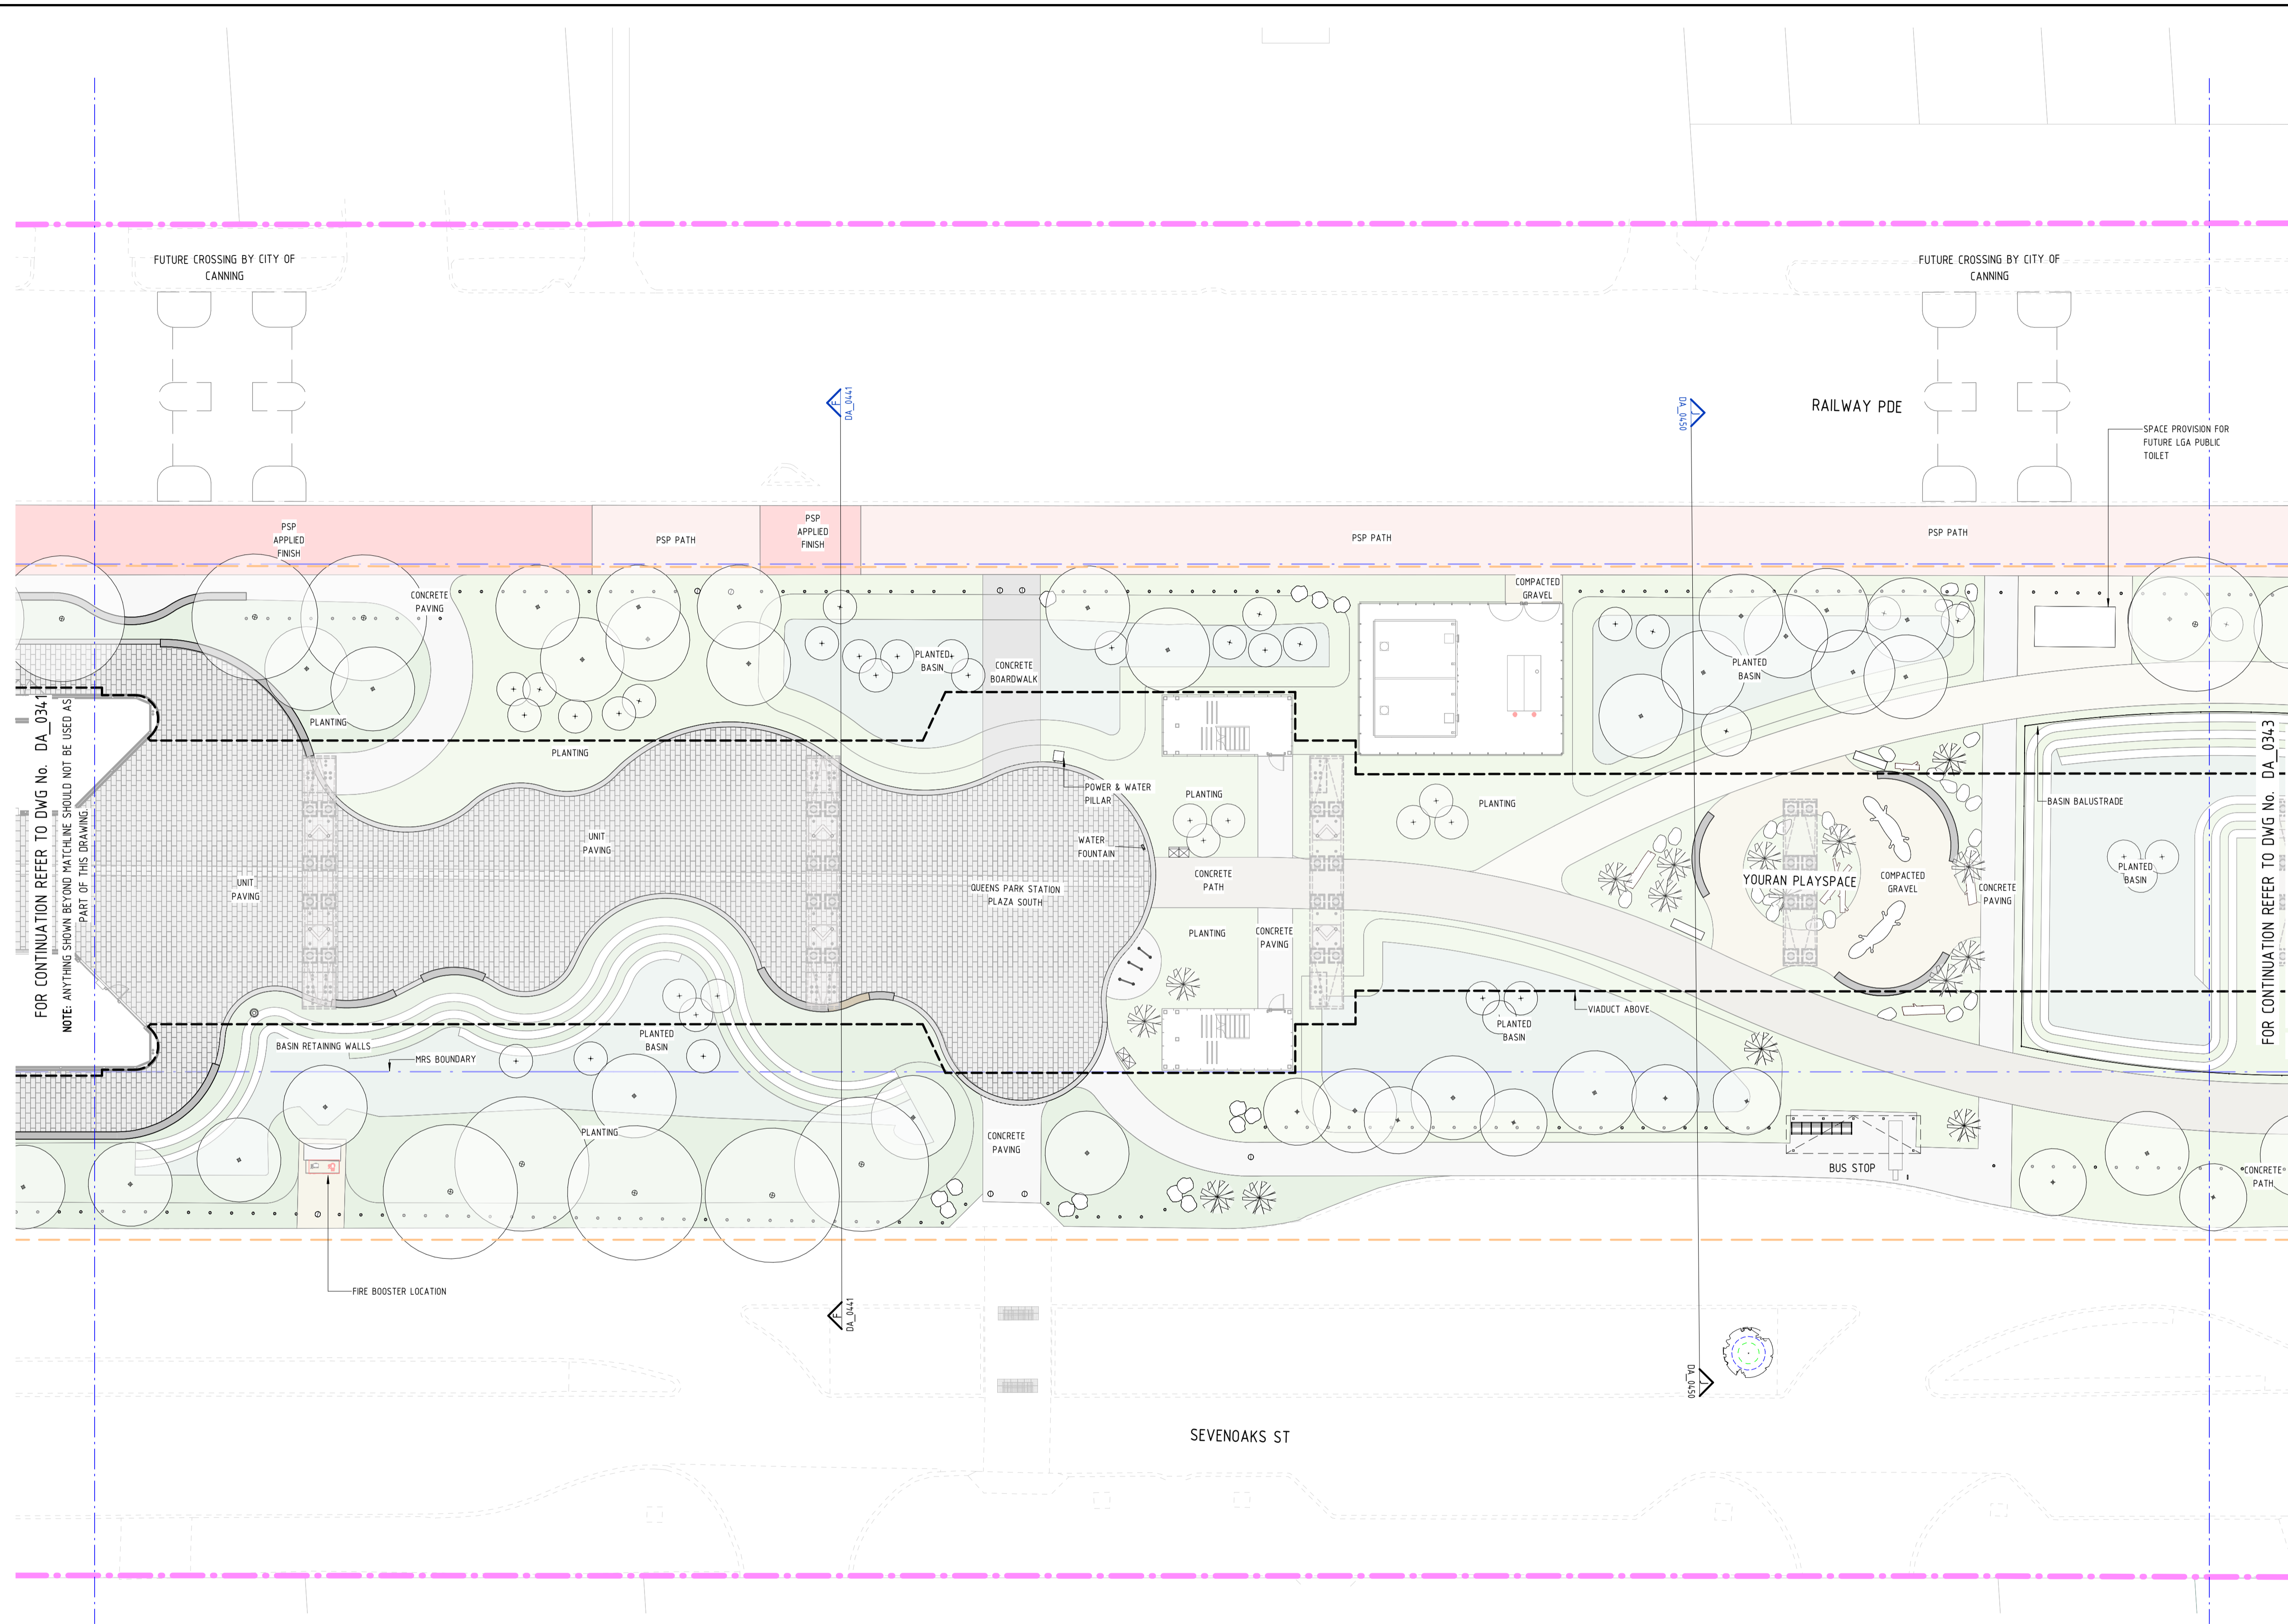 FUTURE CROSSING BY CITY OF
CANNING
FUTURE CROSSING BY CITY OF
CANNING
F
DA_0441
DA_0450
RAILWAY PDE
SPACE PROVISION FOR
FUTURE LGA PUBLIC
TOILET
PSP
APPLIED
FINISH
PSP PATH
PSP
APPLIED
FINISH
PSP PATH
PSP PATH
CONCRETE
PAVING
COMPACTED
GRAVEL
PLANTED
BASIN
CONCRETE
BOARDWALK
PLANTED
BASIN
PLANTING
PLANTING
FOR CONTINUATION REFER TO DWG No. DA_0341
NOTE: ANYTHING SHOWN BEYOND MATCHLINE SHOULD NOT BE USED AS
PART OF THIS DRAWING.
POWER & WATER
PILLAR
PLANTING
PLANTING
BASIN BALUSTRADE
UNIT
PAVING
WATER
FOUNTAIN
UNIT
PAVING
QUEENS PARK STATION
PLAZA SOUTH
CONCRETE
PATH
YOURAN PLAYSPACE
COMPACTED
GRAVEL
CONCRETE
PAVING
PLANTED
BASIN
FOR CONTINUATION REFER TO DWG No. DA_0343
PLANTING
CONCRETE
PAVING
VIADUCT ABOVE
PLANTED
BASIN
BASIN RETAINING WALLS
MRS BOUNDARY
PLANTED
BASIN
PLANTING
CONCRETE
PAVING
BUS STOP
CONCRETE
PATH
FIRE BOOSTER LOCATION
F
DA_0441
DA_0450
SEVENOAKS ST